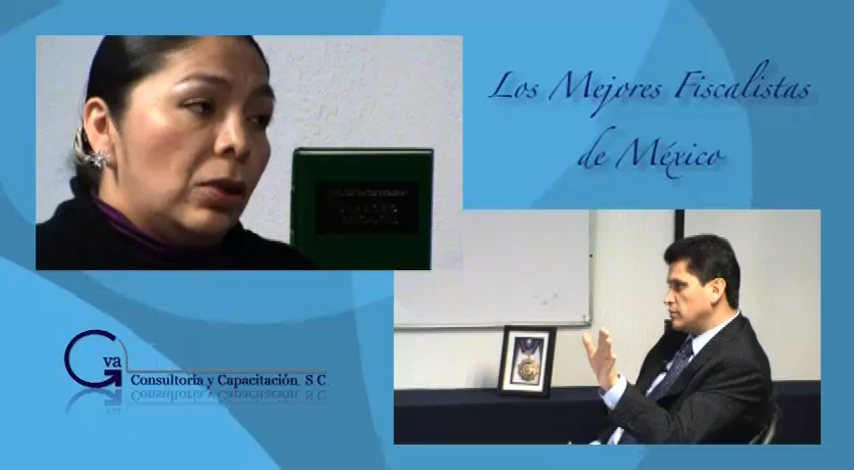 Los Mejores Fiscalistas
de México
Gva
Consultoría y Capacitación. S C.